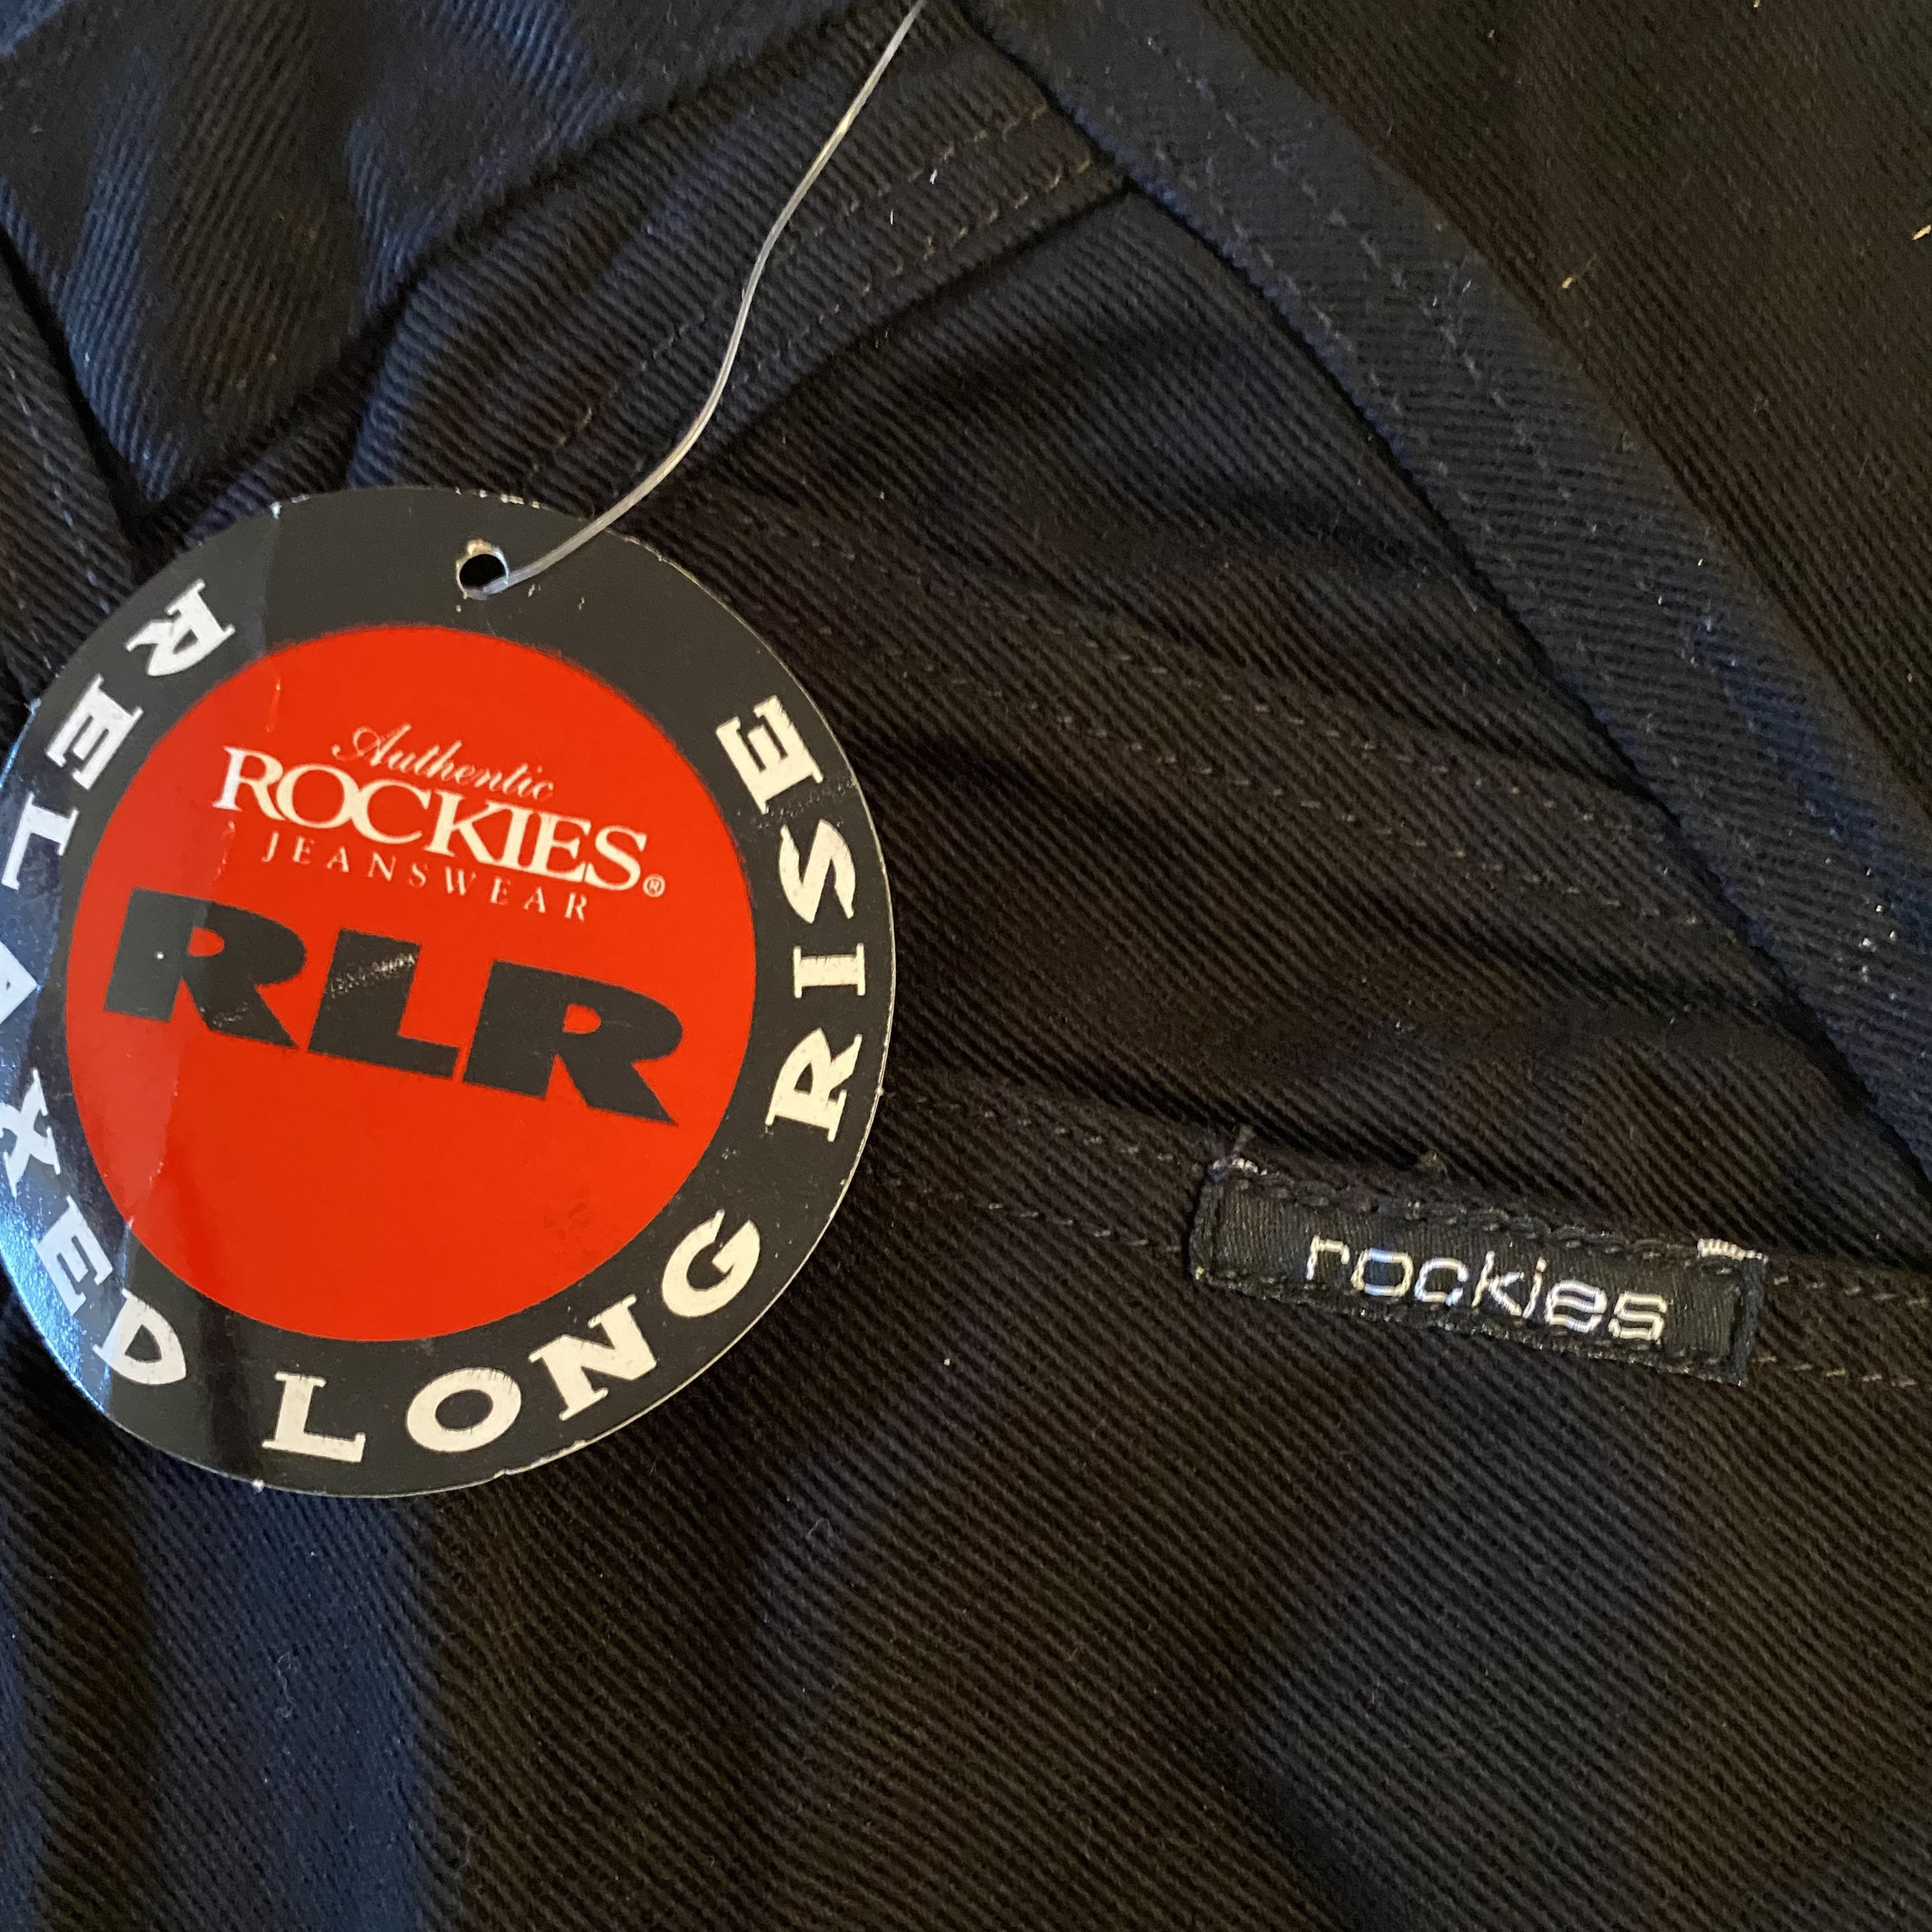 Authentic
ROCKIES®
JEANSWEAR
RLR
RELAXED LONG RISE
rockies